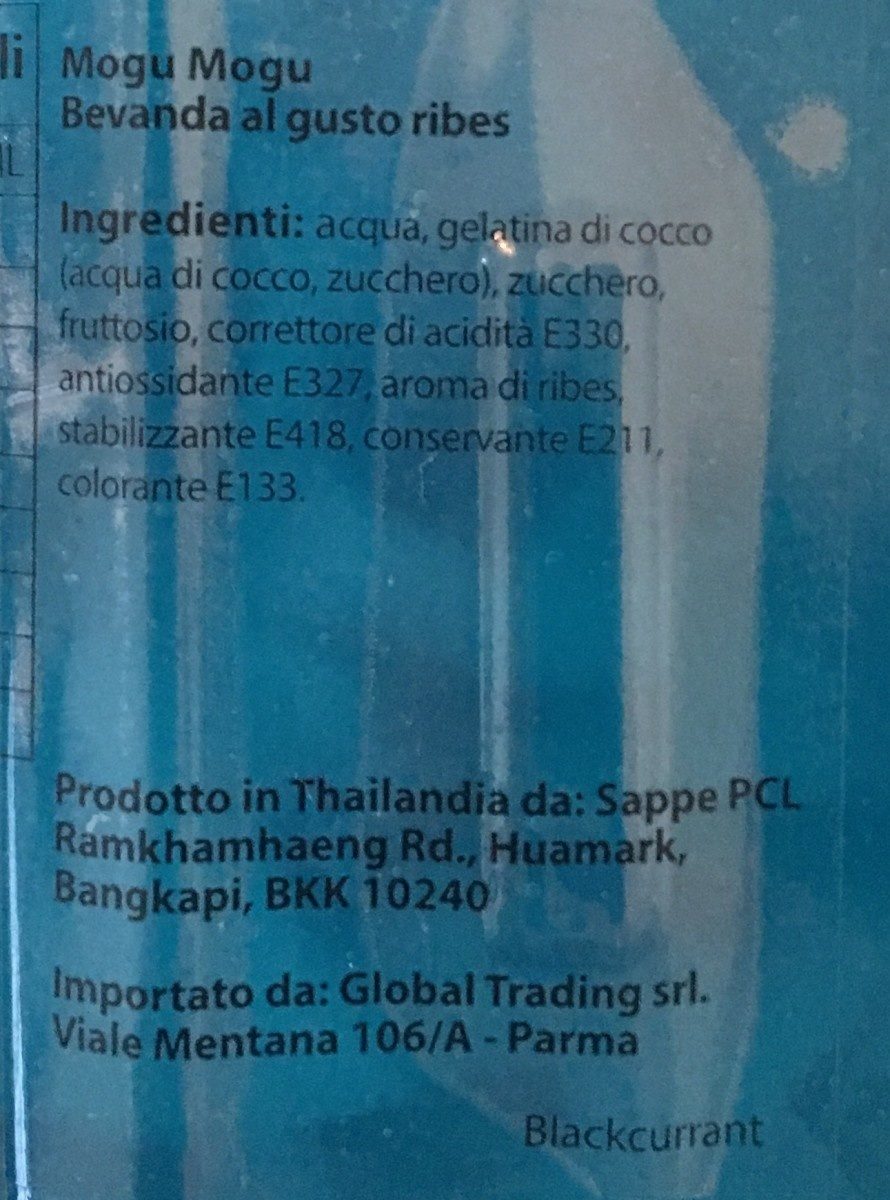 li
Mogu Mogu
Bevanda al gusto ribes
Ingredienti: acqua, gelatina di cocco
(acqua di cocco, zucchero), zucchero,
fruttosio, correttore di acidità E330,
antiossidante E327, aroma di ribes,
stabilizzante E418, conservante E211,
colorante E133.
Prodotto in Thailandia da: Sappe PCL
Ramkhamhaeng Rd., Huamark,
Bangkapi, BKK 10240
Importato da: Global Trading srl.
Viale Mentana 106/A - Parma
Blackcurrant